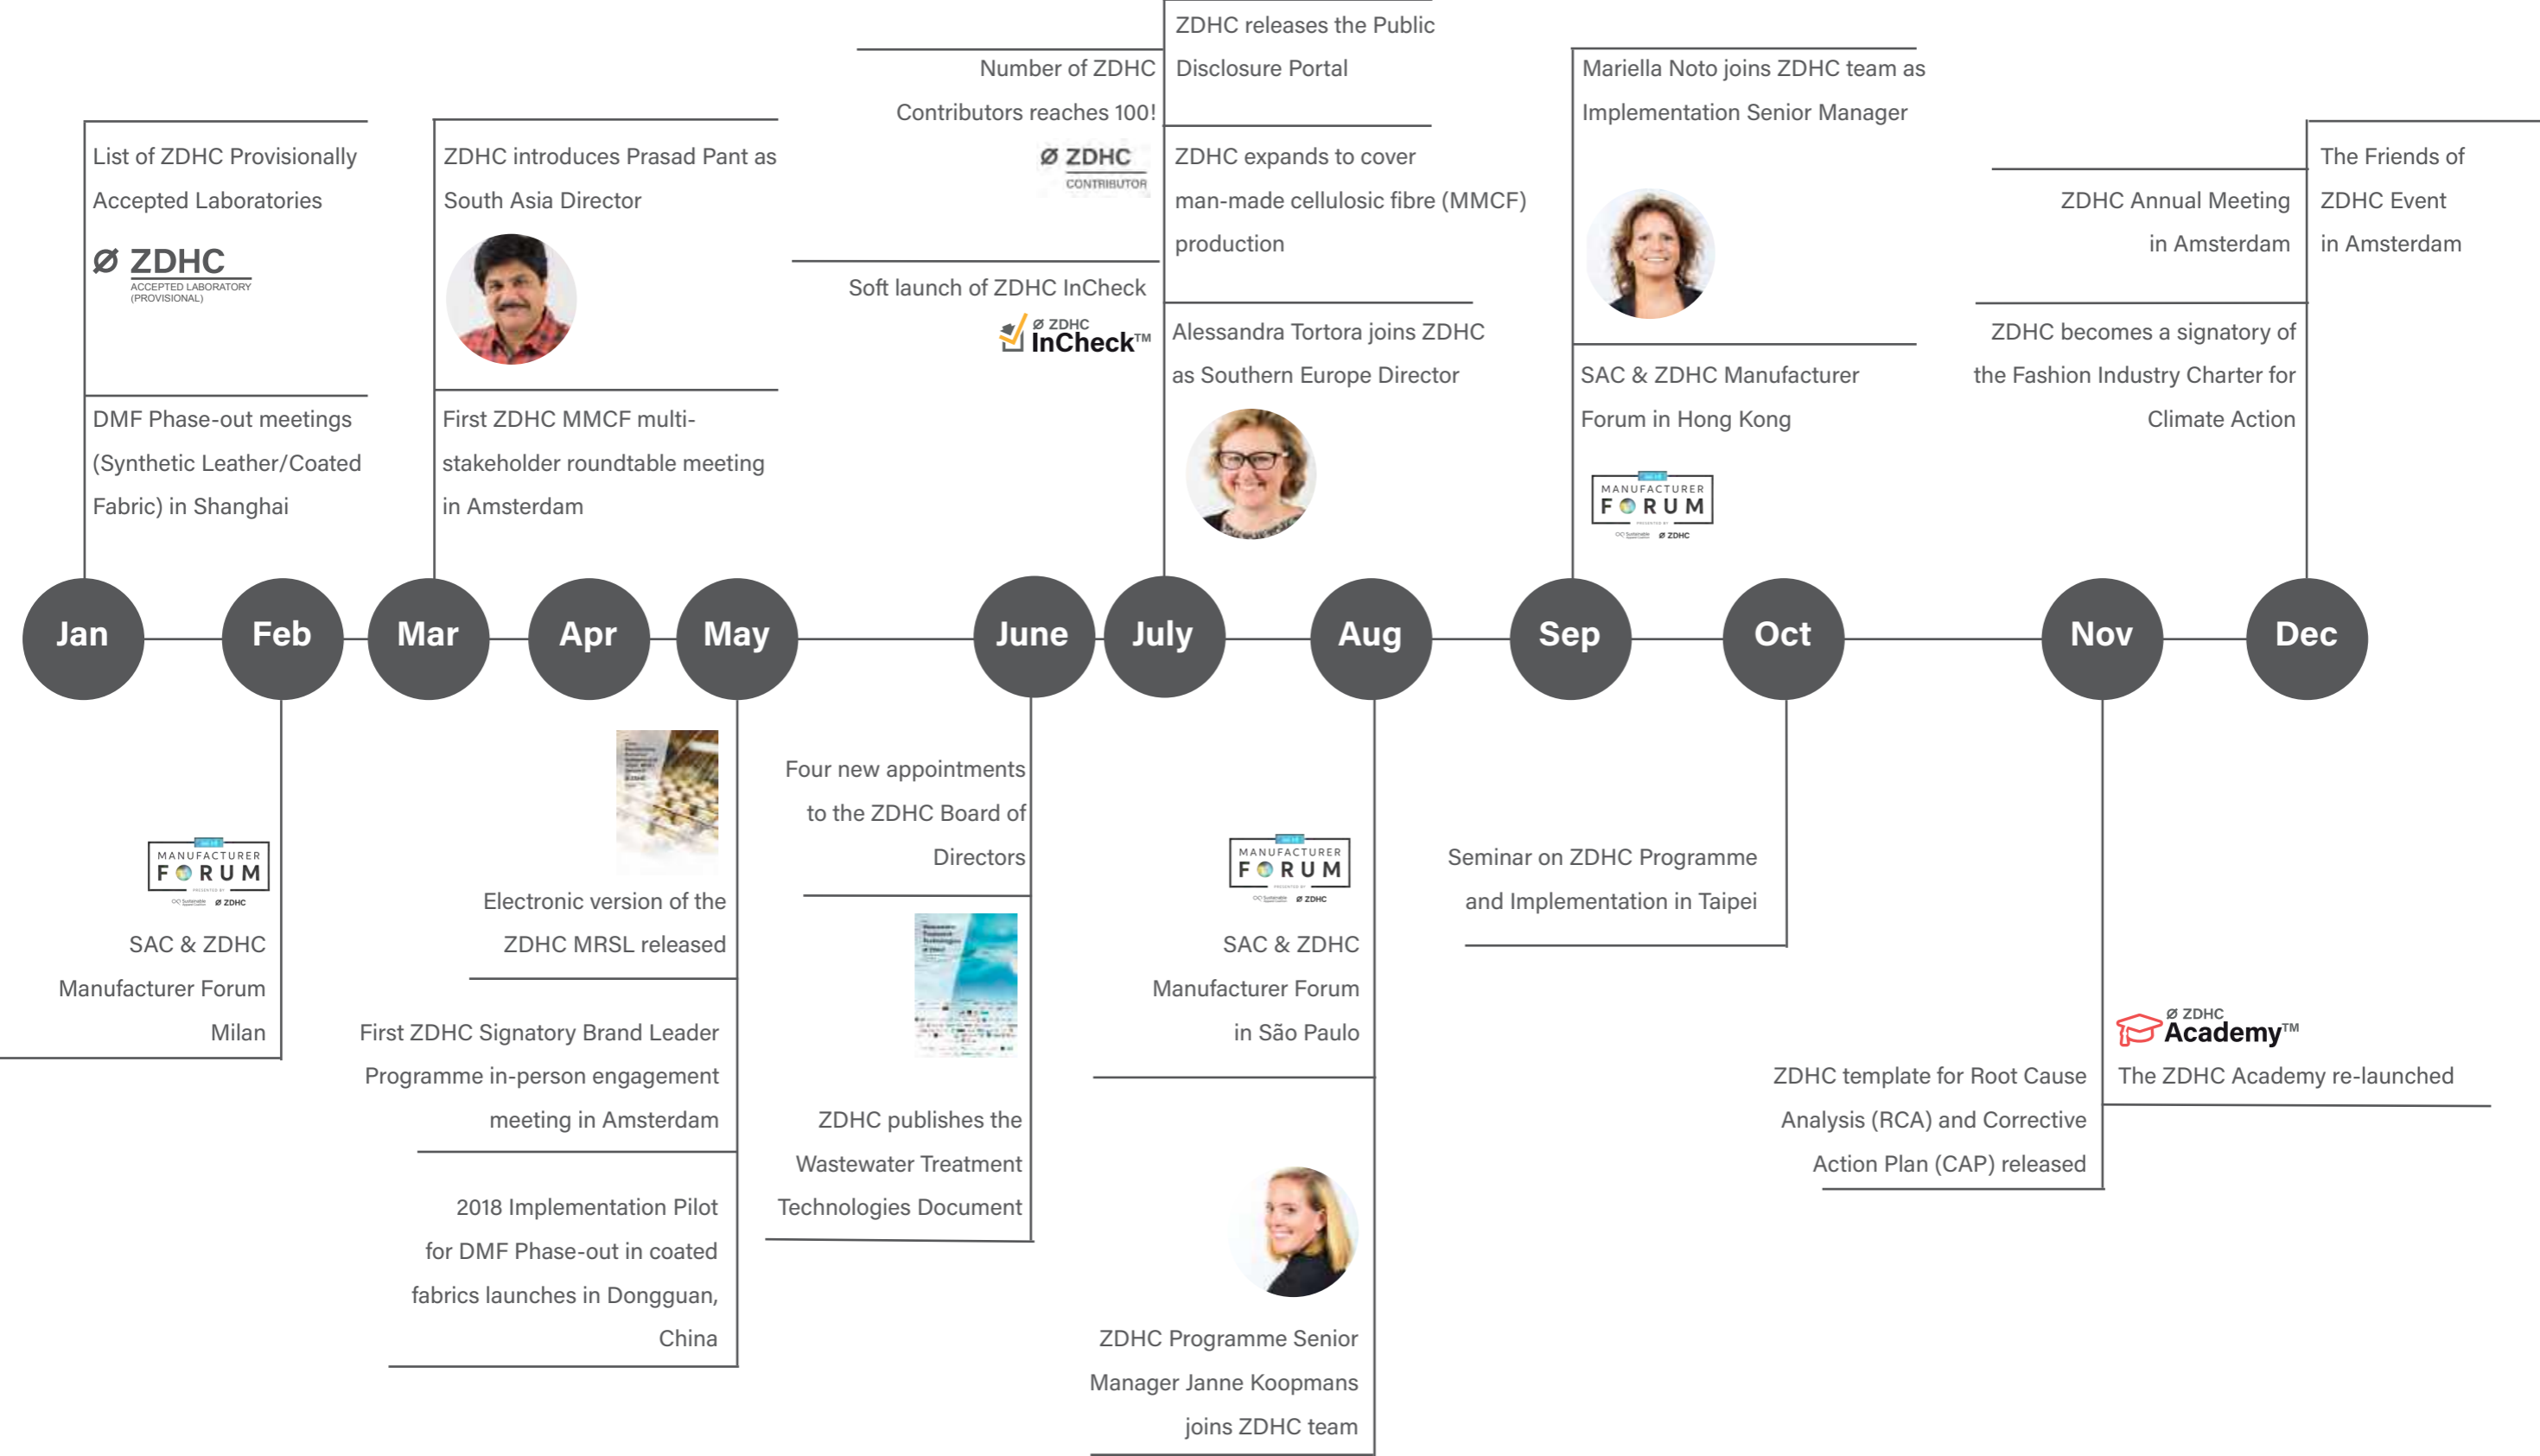 List of ZDHC Provisionally
Accepted Laboratories
Ø ZDHC
ACCEPTED LABORATORY
(PROVISIONAL)
DMF Phase-out meetings
(Synthetic Leather/Coated
Fabric) in Shanghai
ZDHC introduces Prasad Pant as
South Asia Director
First ZDHC MMCF multi-
stakeholder roundtable meeting
in Amsterdam
Number of ZDHC
Contributors reaches 100!
Ø ZDHC
CONTRIBUTOR
Soft launch of ZDHC InCheck
Ø ZDHC
InCheck™
ZDHC releases the Public
Disclosure Portal
ZDHC expands to cover
man-made cellulosic fibre (MMCF)
production
Alessandra Tortora joins ZDHC
as Southern Europe Director
Mariella Noto joins ZDHC team as
Implementation Senior Manager
SAC & ZDHC Manufacturer
Forum in Hong Kong
MANUFACTURER
FORUM
PRESENTED BY
Ø ZDHC
ZDHC Annual Meeting
in Amsterdam
ZDHC becomes a signatory of
the Fashion Industry Charter for
Climate Action
The Friends of
ZDHC Event
in Amsterdam
Jan
Feb
Mar
Apr
May
June
July
Aug
Sep
Oct
Nov
Dec
MANUFACTURER
FORUM
PRESENTED BY
Ø ZDHC
SAC & ZDHC
Manufacturer Forum
Milan
Electronic version of the
ZDHC MRSL released
First ZDHC Signatory Brand Leader
Programme in-person engagement
meeting in Amsterdam
2018 Implementation Pilot
for DMF Phase-out in coated
fabrics launches in Dongguan,
China
Four new appointments
to the ZDHC Board of
Directors
Wastewater
Treatment
Technologies
ZDHC publishes the
Wastewater Treatment
Technologies Document
MANUFACTURER
FORUM
PRESENTED BY
Ø ZDHC
SAC & ZDHC
Manufacturer Forum
in São Paulo
ZDHC Programme Senior
Manager Janne Koopmans
joins ZDHC team
Seminar on ZDHC Programme
and Implementation in Taipei
ZDHC template for Root Cause
Analysis (RCA) and Corrective
Action Plan (CAP) released
Ø ZDHC
Academy™
The ZDHC Academy re-launched